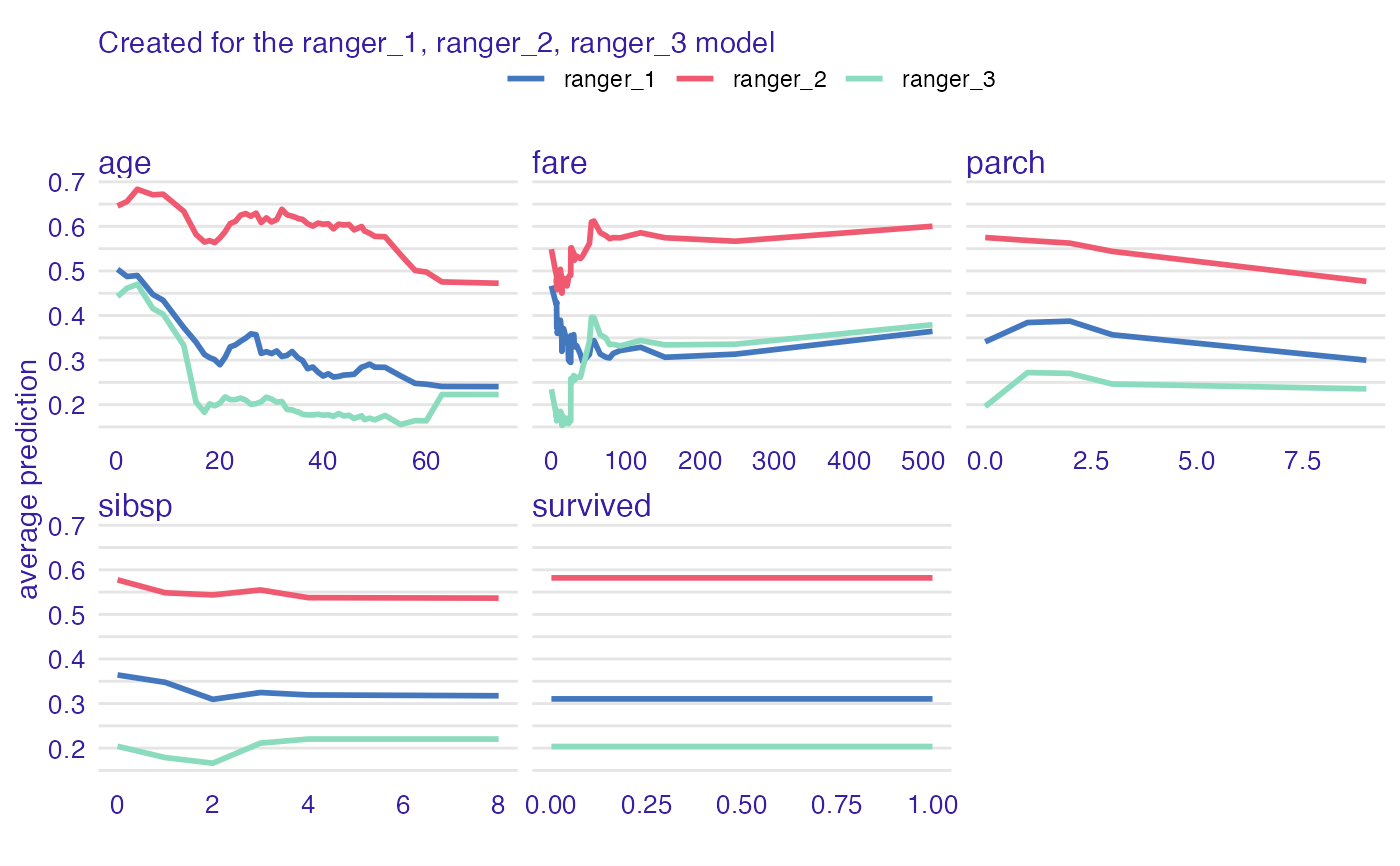 Created for the ranger_1, ranger_2, ranger_3 model
ranger_1 ranger_2 ranger_3
average prediction
age fare parch
0.7
0.6
0.5
0.4
0.3
0.2
0 20 40 60 0 100 200 300 400 500 0.0 2.5 5.0 7.5
sibsp survived
0.7
0.6
0.5
0.4
0.3
0.2
0 2 4 6 8 0.00 0.25 0.50 0.75 1.00